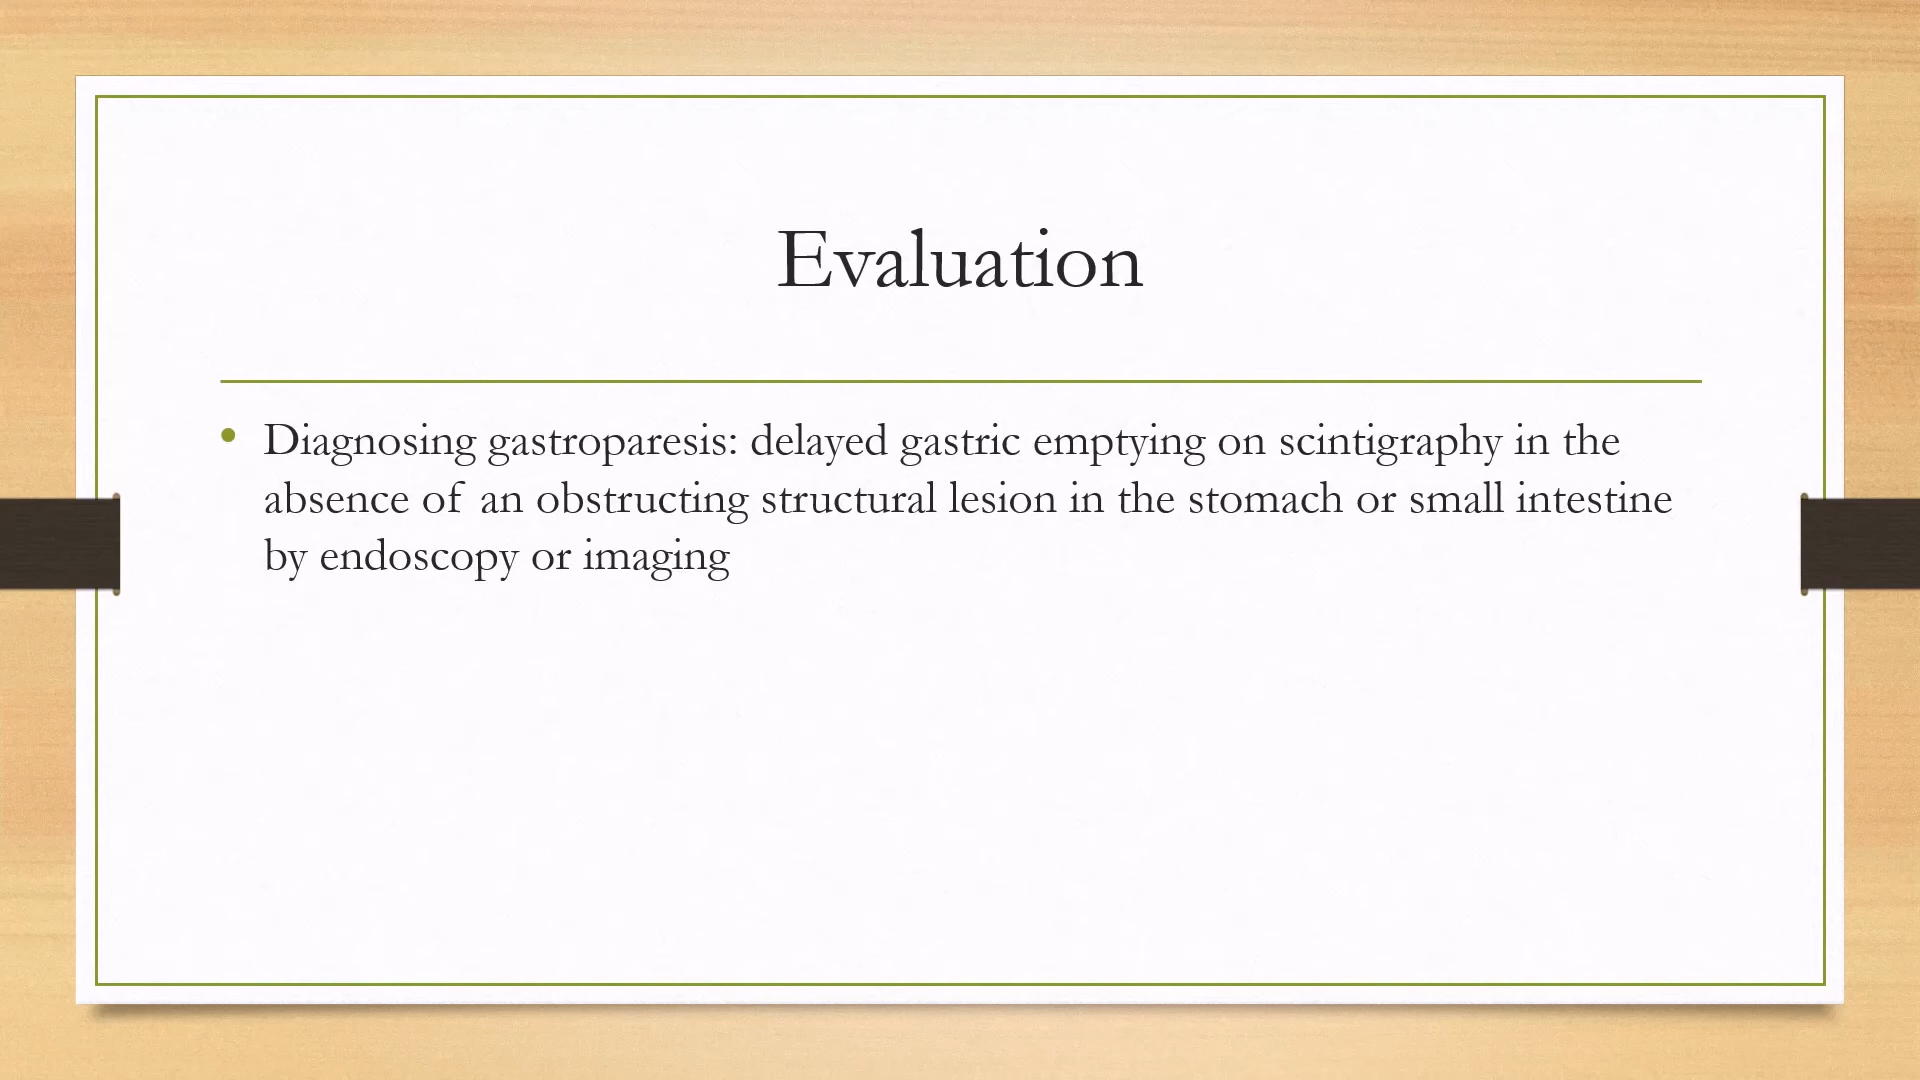 Evaluation
• Diagnosing gastroparesis: delayed gastric emptying on scintigraphy in the
absence of an obstructing structural lesion in the stomach or small intestine
by endoscopy or imaging